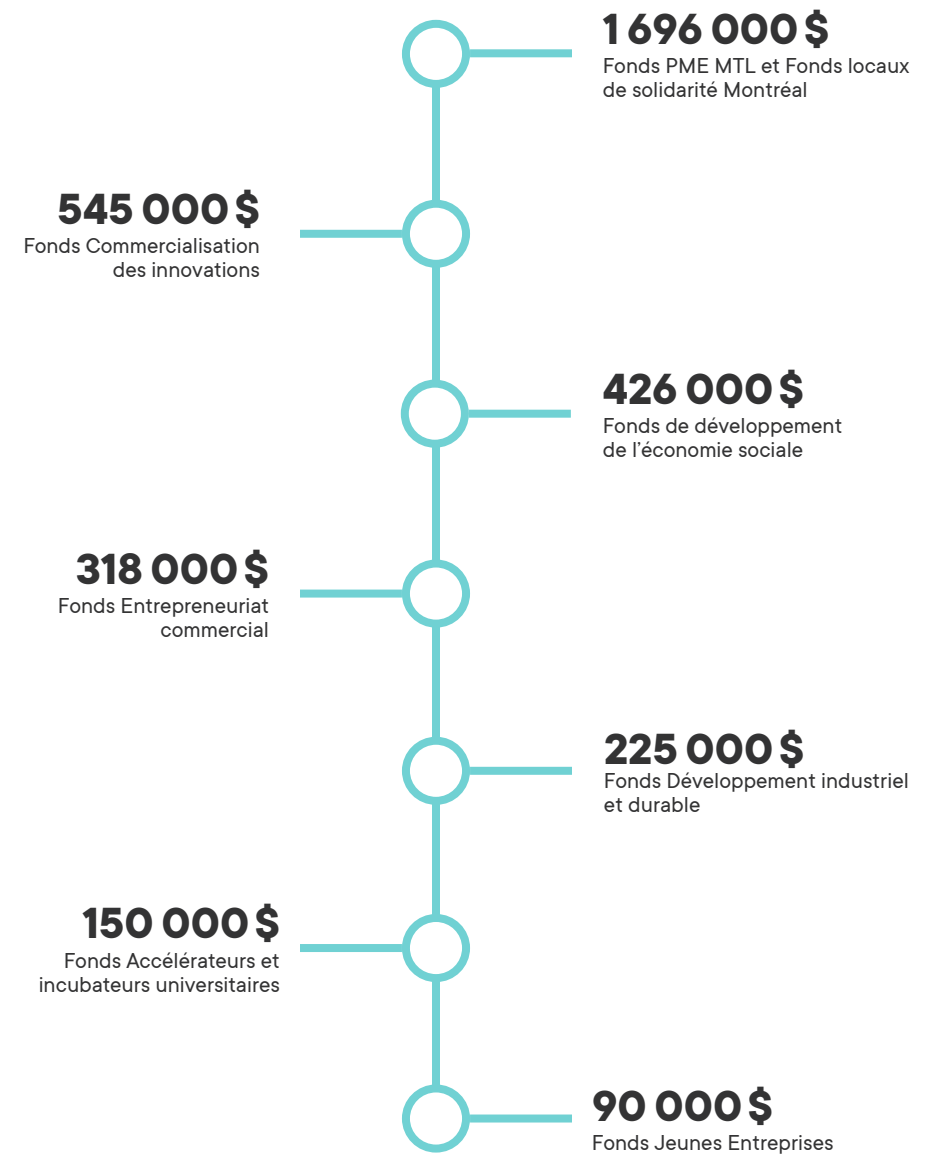 1 696 000 $
Fonds PME MTL et Fonds locaux
de solidarité Montréal
545 000 $
Fonds Commercialisation
des innovations
426 000 $
Fonds de développement
de l’économie sociale
318 000 $
Fonds Entrepreneuriat
commercial
225 000 $
Fonds Développement industriel
et durable
150 000 $
Fonds Accélérateurs et
incubateurs universitaires
90 000 $
Fonds Jeunes Entreprises